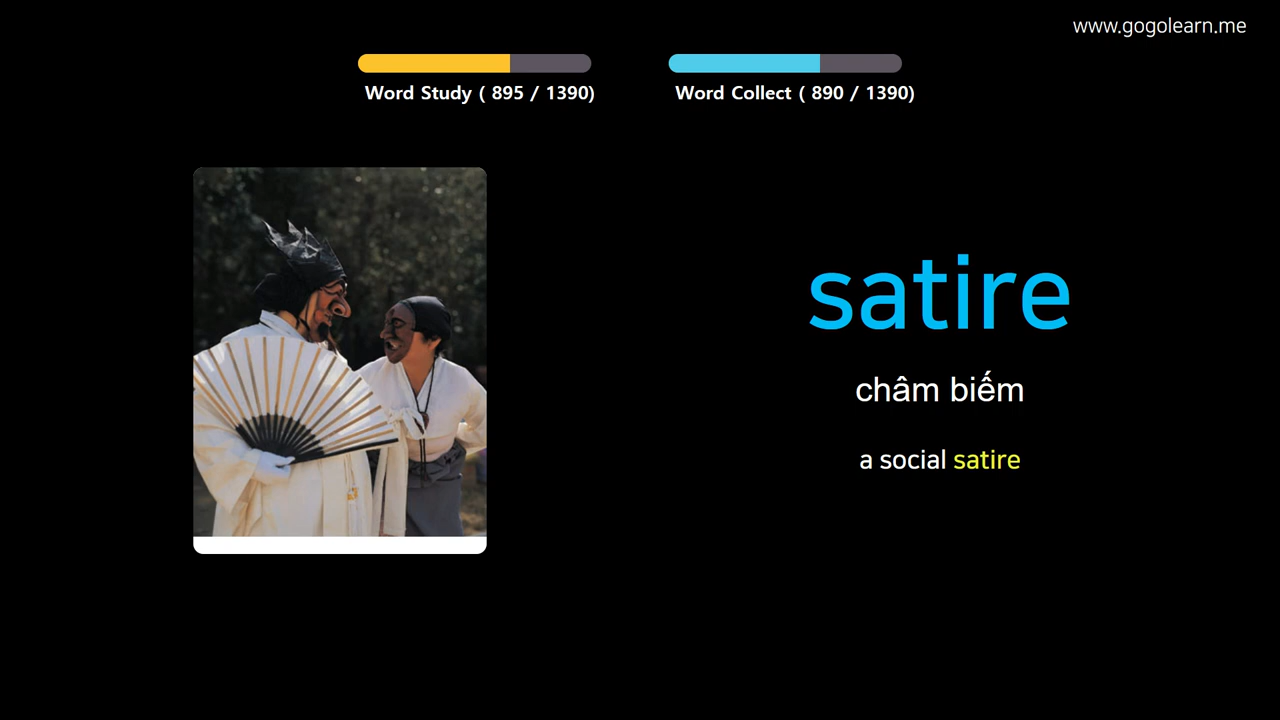 www.gogolearn.me
Word Study ( 895 / 1390)
Word Collect ( 890 / 1390)
satire
châm biếm
a social satire